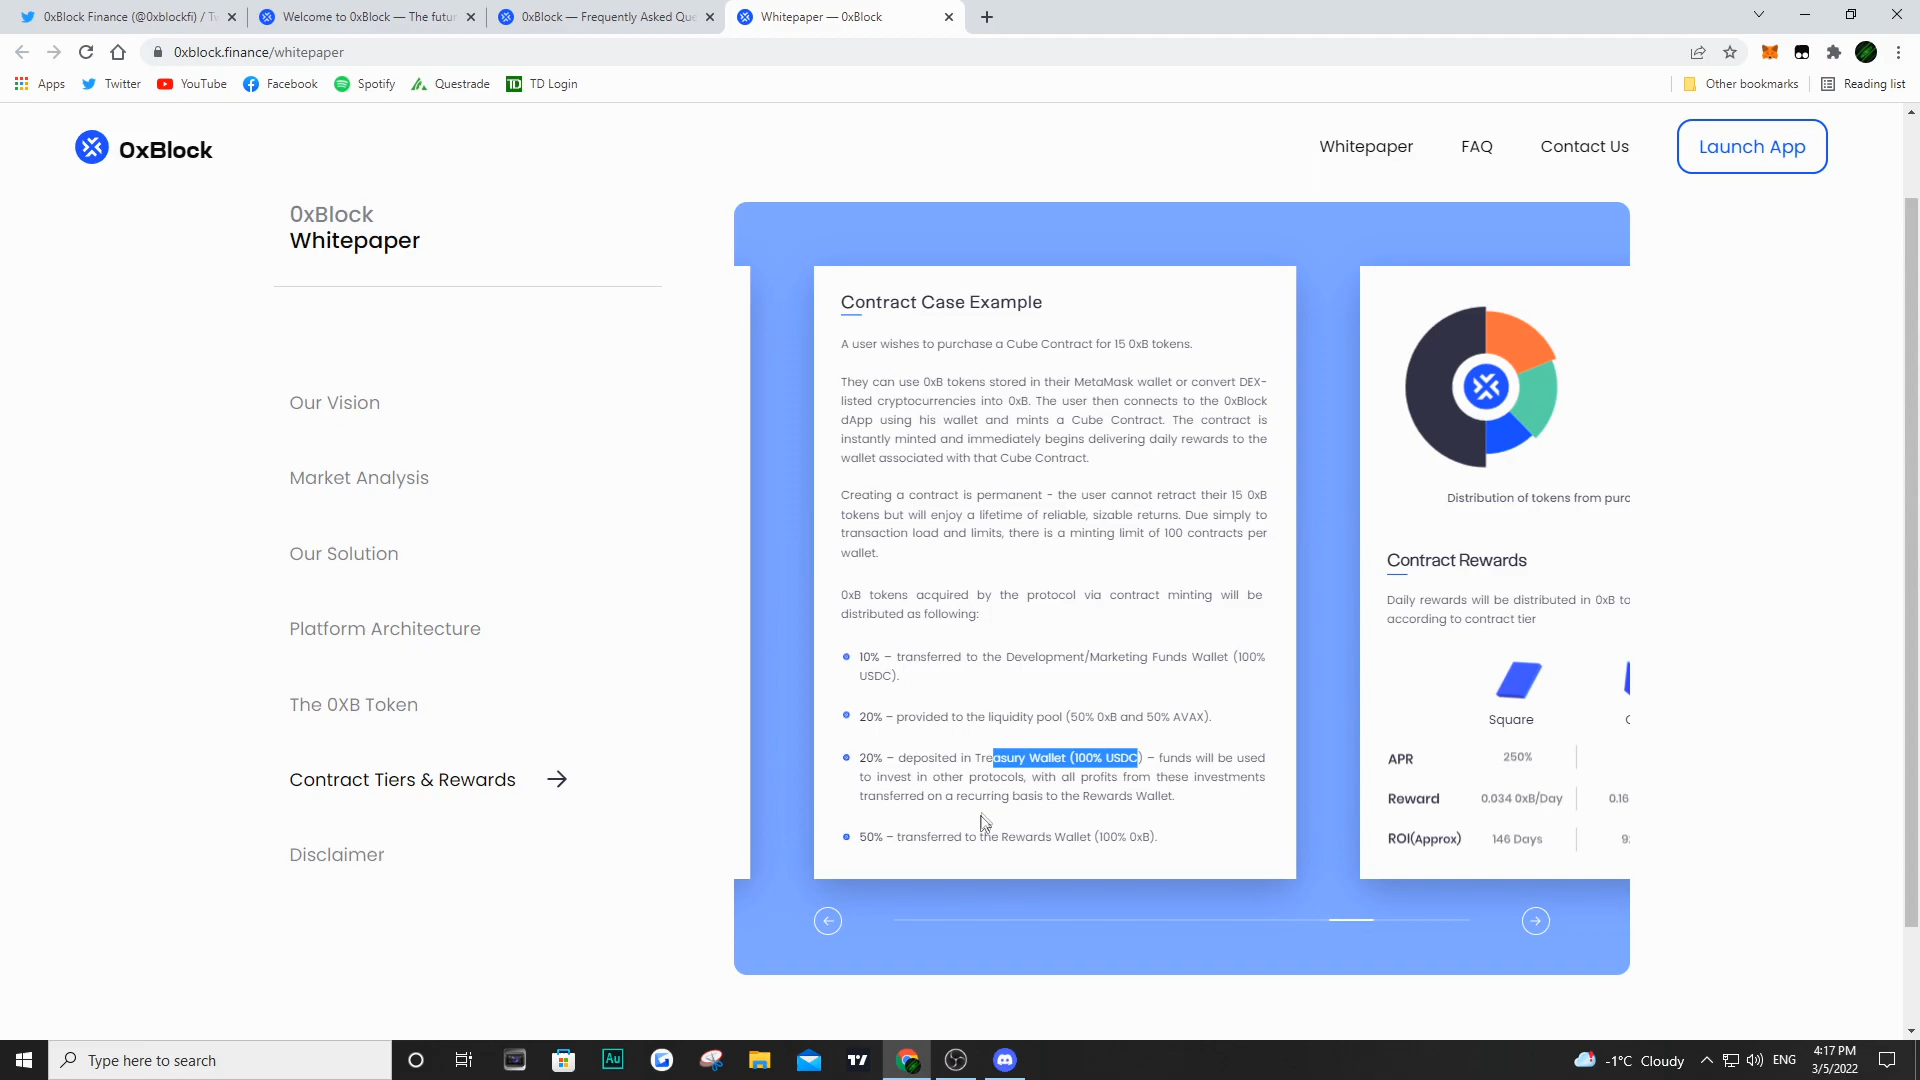 0xBlock Finance (@0xblockfi) / Tw
Welcome to 0xBlock — The futur
0xBlock — Frequently Asked Que
Whitepaper — 0xBlock
0xblock.finance/whitepaper
Apps
Twitter
YouTube
Facebook
Spotify
Questrade
TD Login
Other bookmarks
Reading list
0xBlock
Whitepaper
FAQ
Contact Us
Launch App
0xBlock
Whitepaper
Our Vision
Market Analysis
Our Solution
Platform Architecture
The 0XB Token
Contract Tiers & Rewards
Disclaimer
Contract Case Example
A user wishes to purchase a Cube Contract for 15 0xB tokens.
They can use 0xB tokens stored in their MetaMask wallet or convert DEX-
listed cryptocurrencies into 0xB. The user then connects to the 0xBlock
dApp using his wallet and mints a Cube Contract. The contract is
instantly minted and immediately begins delivering daily rewards to the
wallet associated with that Cube Contract.
Creating a contract is permanent - the user cannot retract their 15 0xB
tokens but will enjoy a lifetime of reliable, sizable returns. Due simply to
transaction load and limits, there is a minting limit of 100 contracts per
wallet.
0xB tokens acquired by the protocol via contract minting will be
distributed as following:
10% – transferred to the Development/Marketing Funds Wallet (100%
USDC).
20% – provided to the liquidity pool (50% 0xB and 50% AVAX).
20% – deposited in Treasury Wallet (100% USDC) – funds will be used
to invest in other protocols, with all profits from these investments
transferred on a recurring basis to the Rewards Wallet.
50% – transferred to the Rewards Wallet (100% 0xB).
Distribution of tokens from purc
Contract Rewards
Daily rewards will be distributed in 0xB to
according to contract tier
Square
C
APR 250%
Reward 0.034 0xB/Day 0.16
ROI(Approx) 146 Days 92
Type here to search
Au
TD
-1°C Cloudy
ENG
4:17 PM
3/5/2022